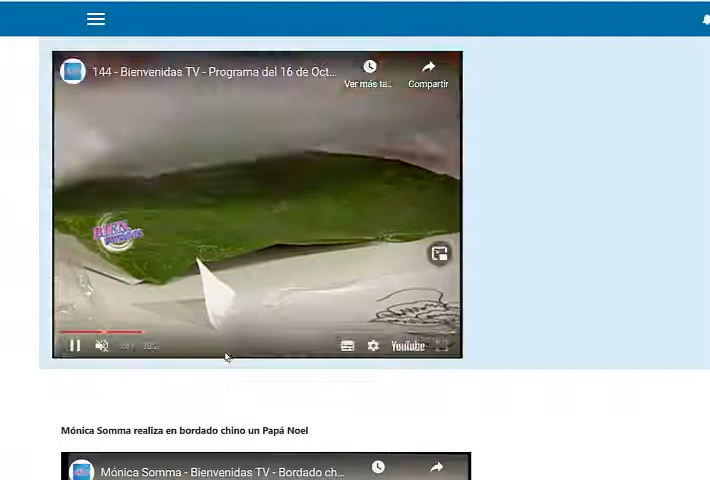 144 - Bienvenidas TV - Programa del 16 de Oct...
Ver más ta...
Compartir
BIEN
YouTube
Mónica Somma realiza en bordado chino un Papá Noel
Mónica Somma - Bienvenidas TV - Bordado ch...